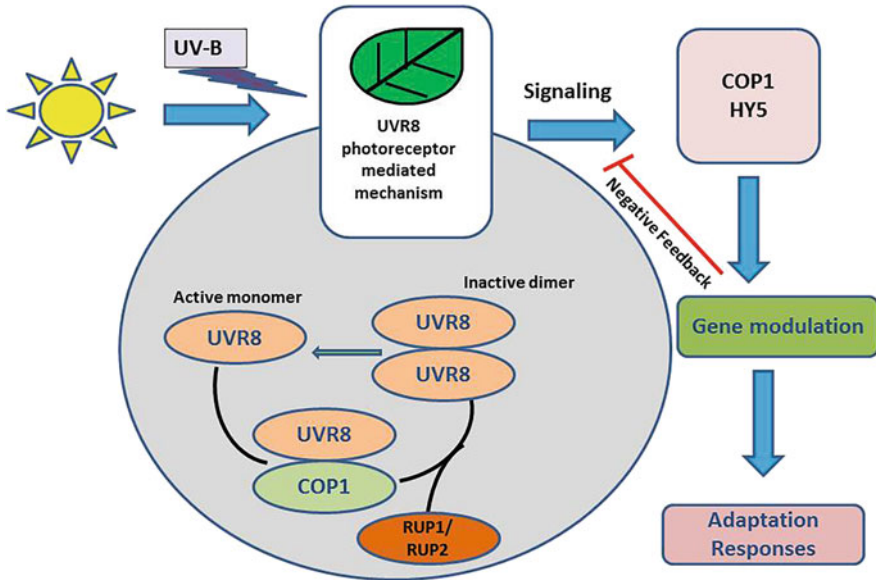 UV-B
UVR8
photoreceptor
mediated
mechanism
Signaling
COP1
HY5
Negative Feedback
Gene modulation
Adaptation
Responses
Active monomer
Inactive dimer
UVR8
UVR8
UVR8
UVR8
COP1
RUP1/
RUP2